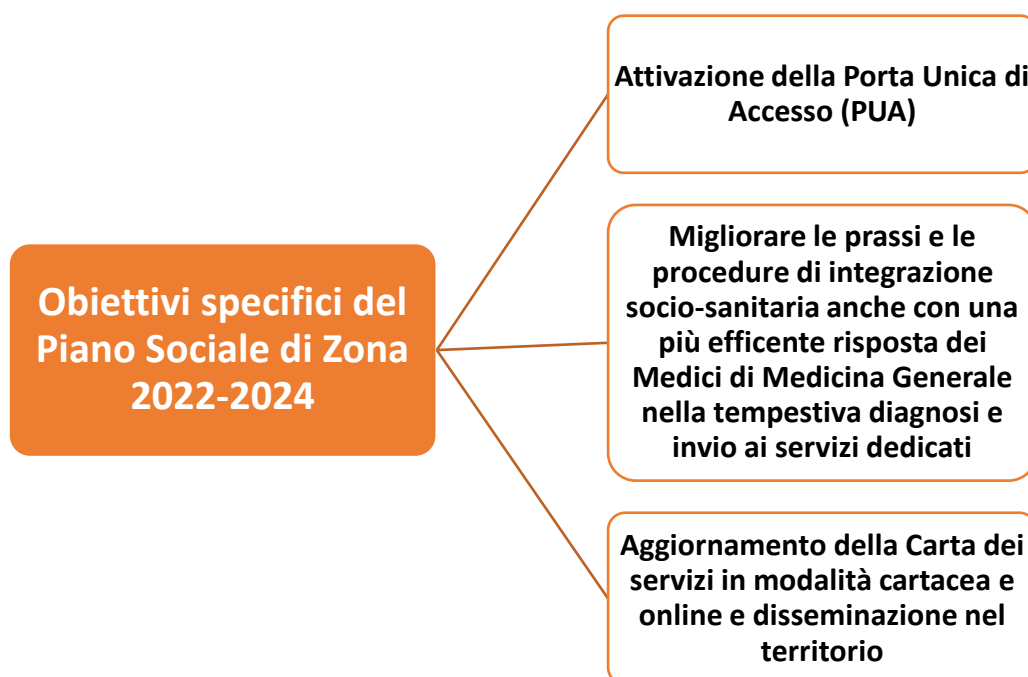 Obiettivi specifici del
Piano Sociale di Zona
2022-2024
Attivazione della Porta Unica di
Accesso (PUA)
Migliorare le prassi e le
procedure di integrazione
socio-sanitaria anche con una
più efficente risposta dei
Medici di Medicina Generale
nella tempestiva diagnosi e
invio ai servizi dedicati
Aggiornamento della Carta dei
servizi in modalità cartacea e
online e disseminazione nel
territorio